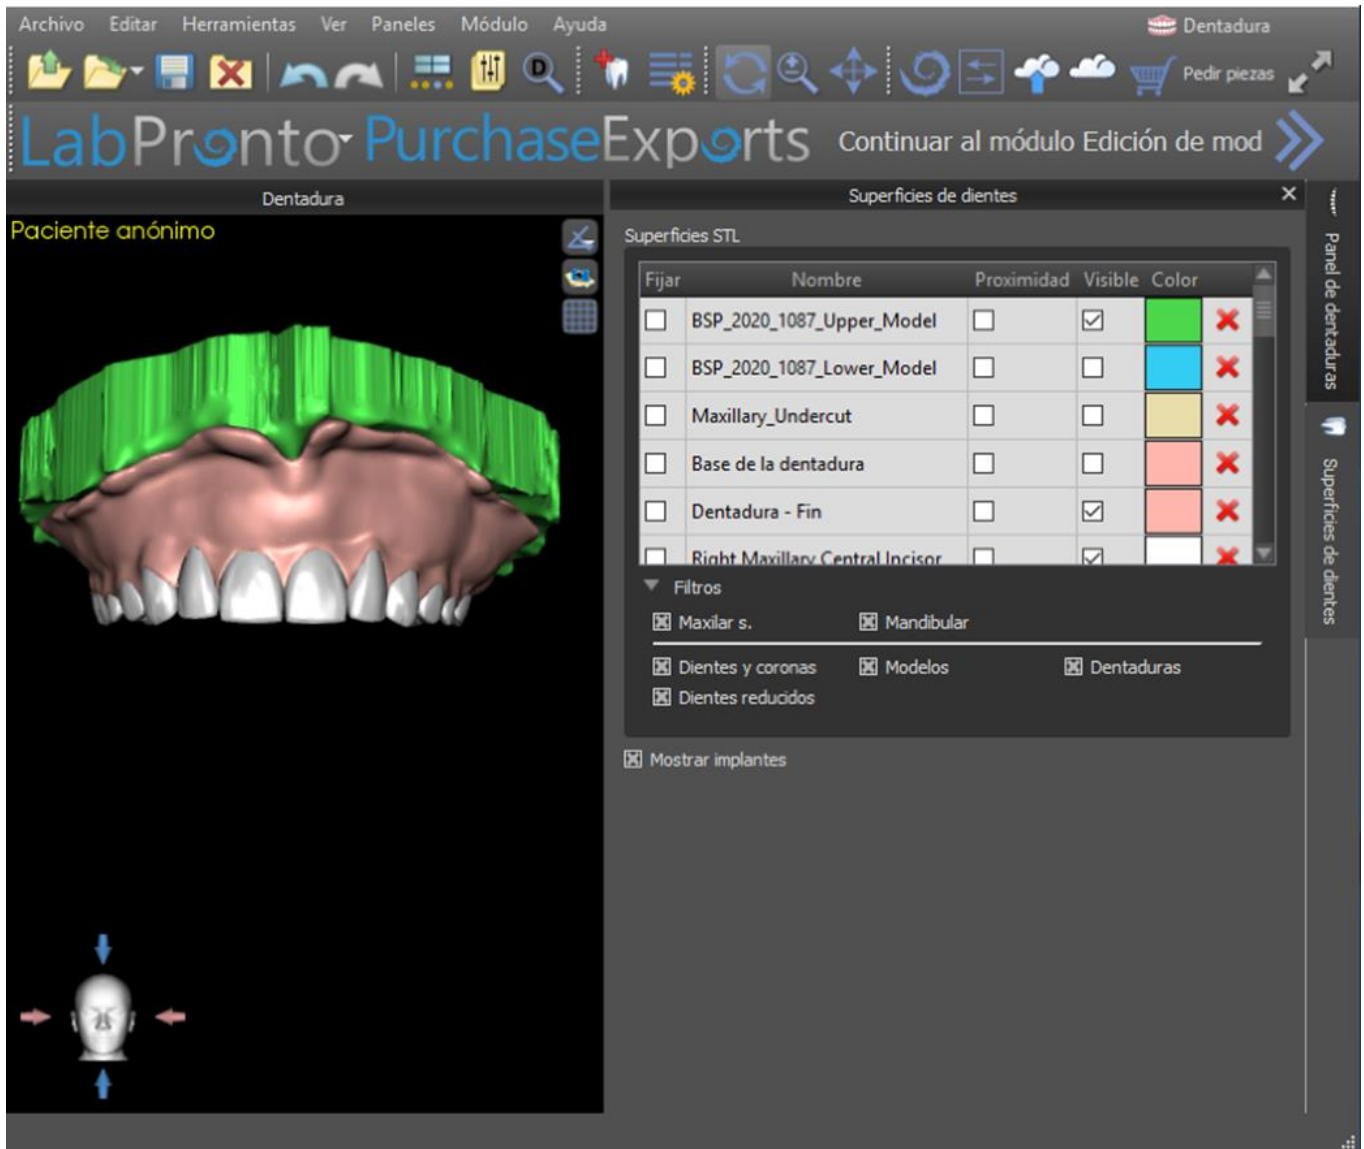 Archivo Editar Herramientas Ver Paneles Módulo Ayuda
Dentadura
D
Pedir piezas
LabPronto PurchaseExports Continuar al módulo Edición de mod
Dentadura
Paciente anónimo
Superficies de dientes
Superficies STL
Fijar Nombre Proximidad Visible Color
BSP_2020_1087_Upper_Model
BSP_2020_1087_Lower_Model
Maxillary_Undercut
Base de la dentadura
Dentadura - Fin
Right Maxillary Central Incisor
Filtros
Maxilar s. Mandibular
Dientes y coronas Modelos Dentaduras
Dientes reducidos
Mostrar implantes
Panel de dentaduras
Superficies de dientes